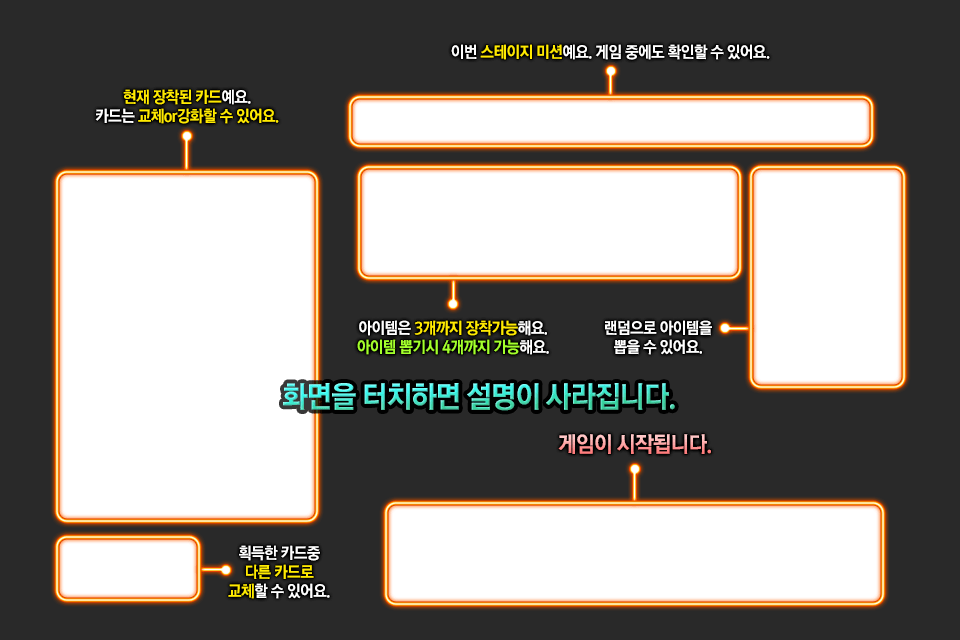 이번 스테이지 미션예요. 게임 중에도 확인할 수 있어요.
현재 장착된 카드예요.
카드는 교체or강화할 수 있어요.
아이템은 3개까지 장착가능해요.
아이템 뽑기시 4개까지 가능해요.
랜덤으로 아이템을
뽑을 수 있어요.
화면을 터치하면 설명이 사라집니다.
게임이 시작됩니다.
획득한 카드중
다른 카드로
교체할 수 있어요.